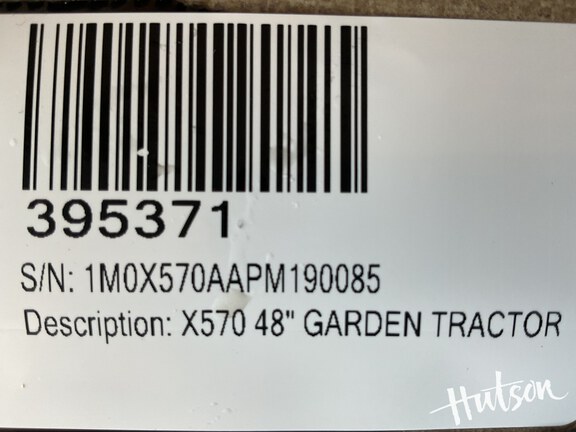 395371
S/N: 1M0X570AAPM190085
Description: X570 48" GARDEN TRACTOR
Hutson